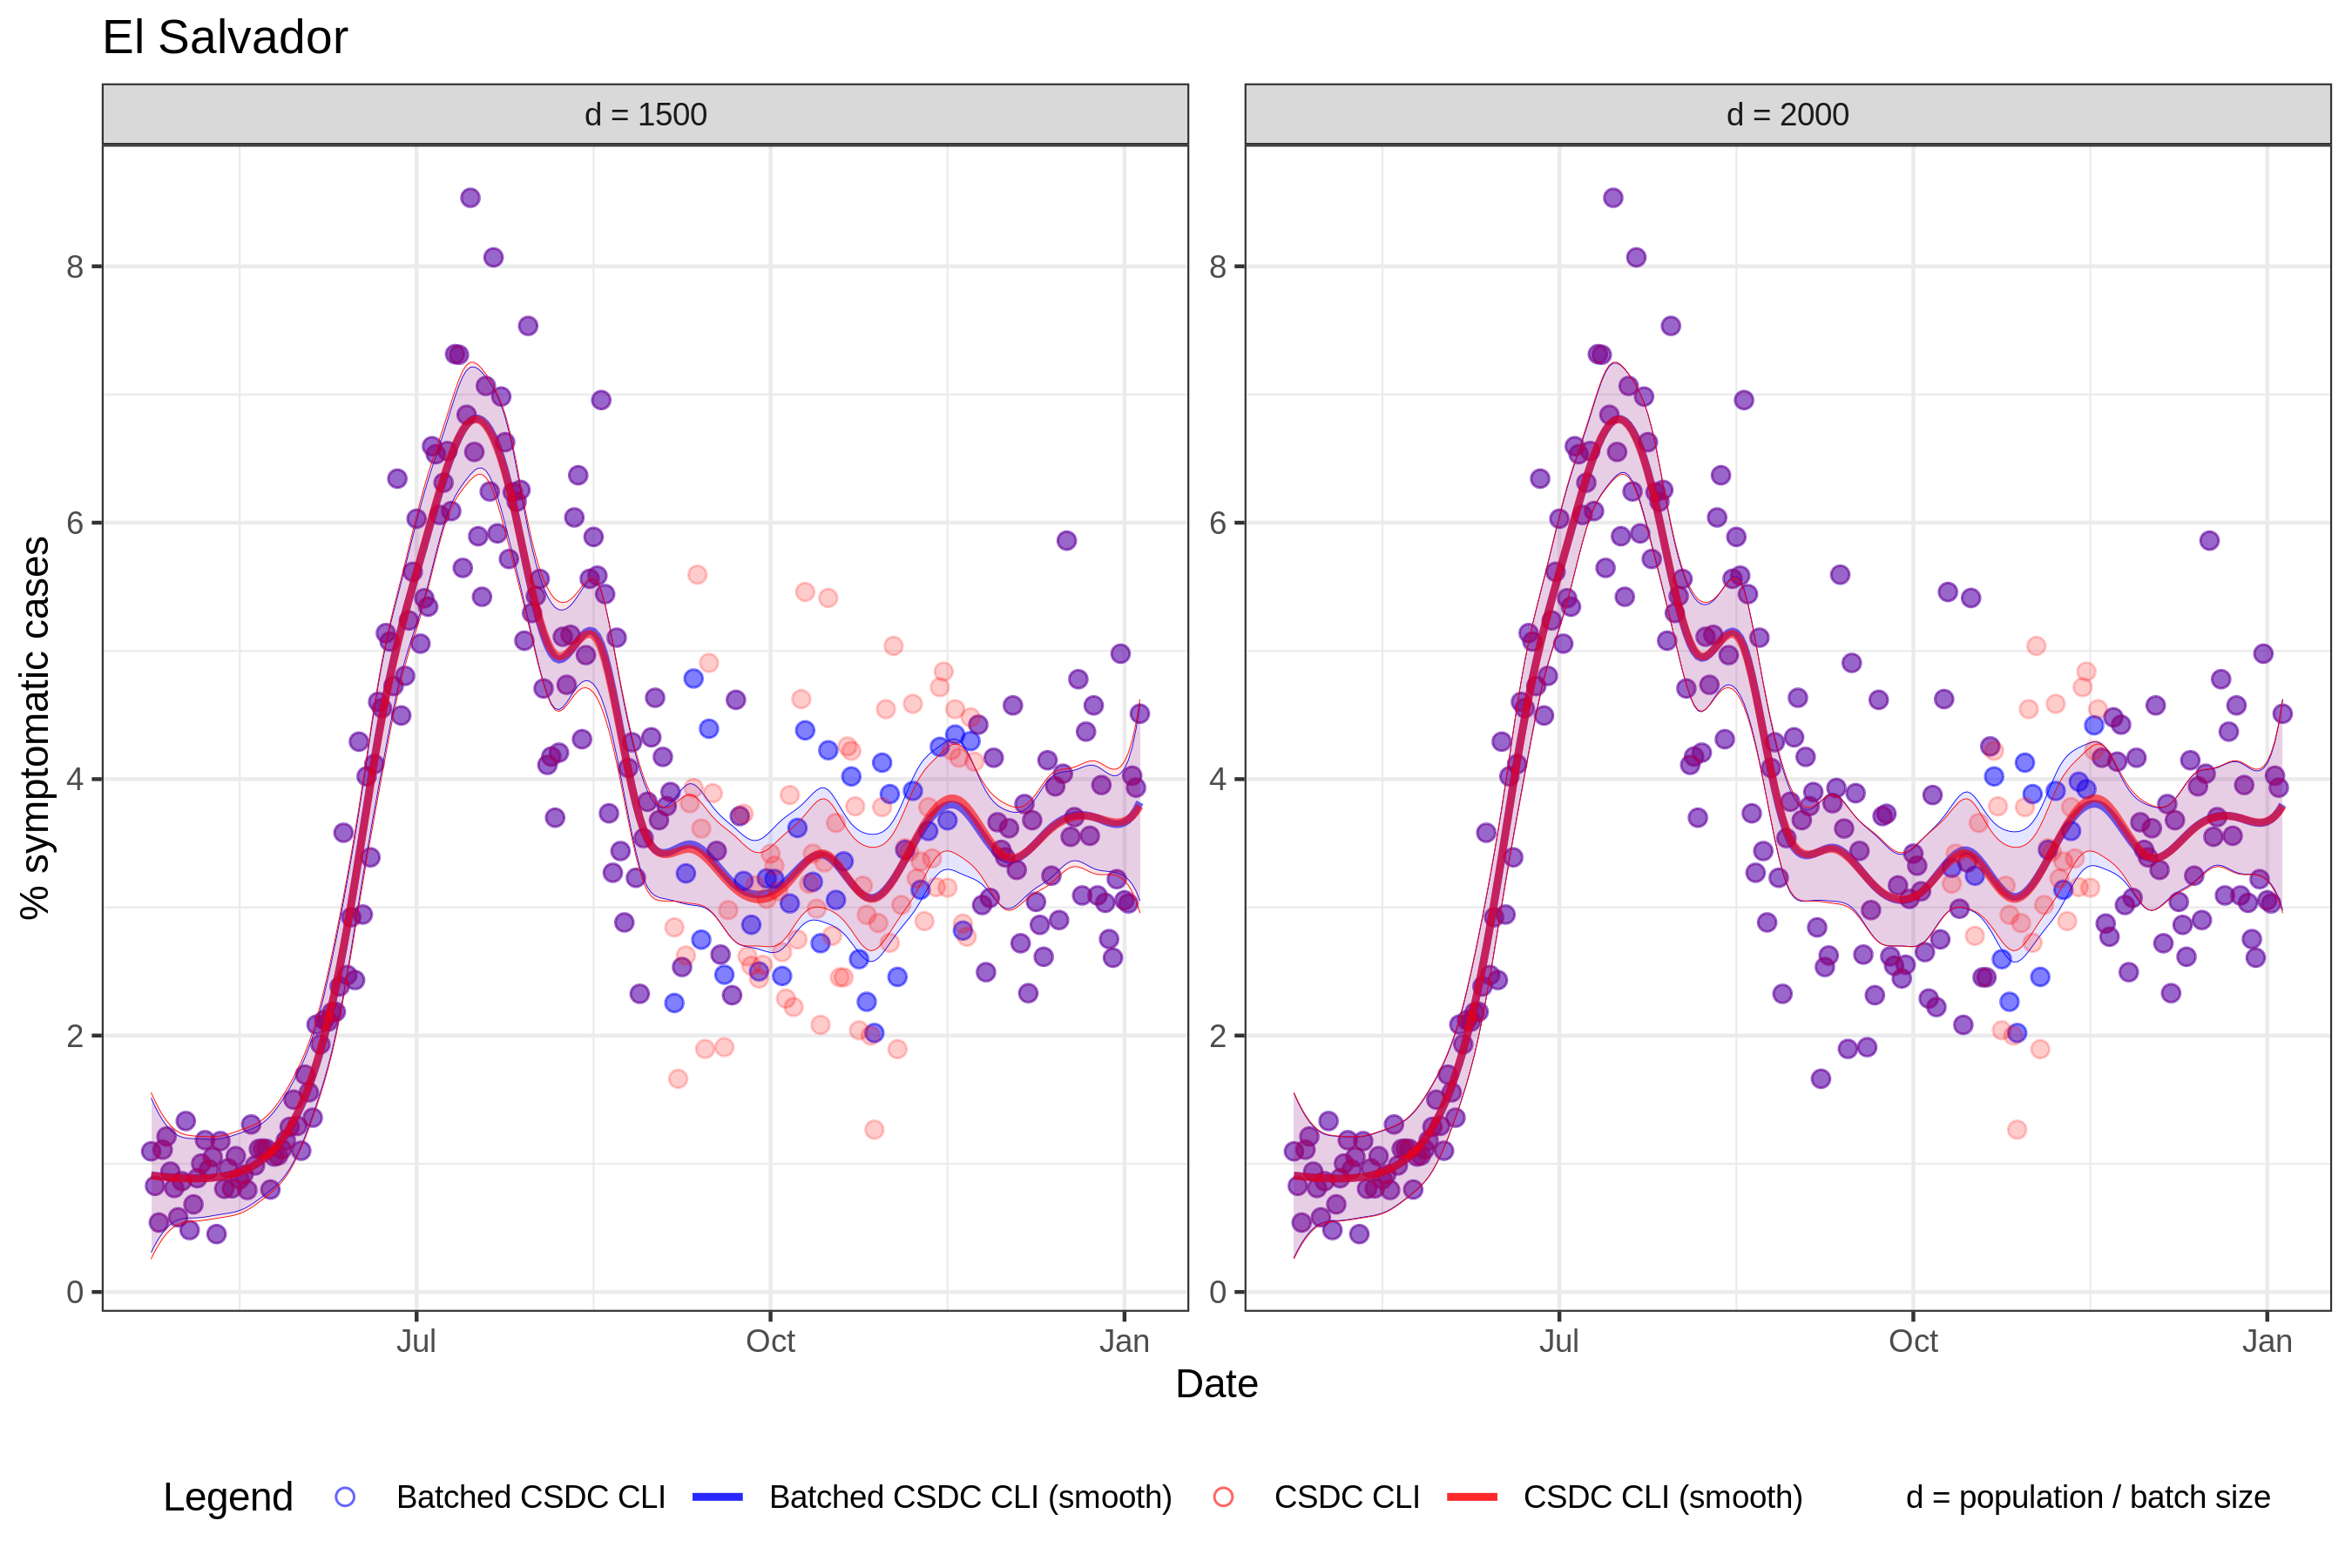 El Salvador
d = 1500
d = 2000
% symptomatic cases
8
6
4
2
0
8
6
4
2
0
Jul
Oct
Jan
Jul
Oct
Jan
Date
Legend
Batched CSDC CLI
Batched CSDC CLI (smooth)
CSDC CLI
CSDC CLI (smooth)
d = population / batch size